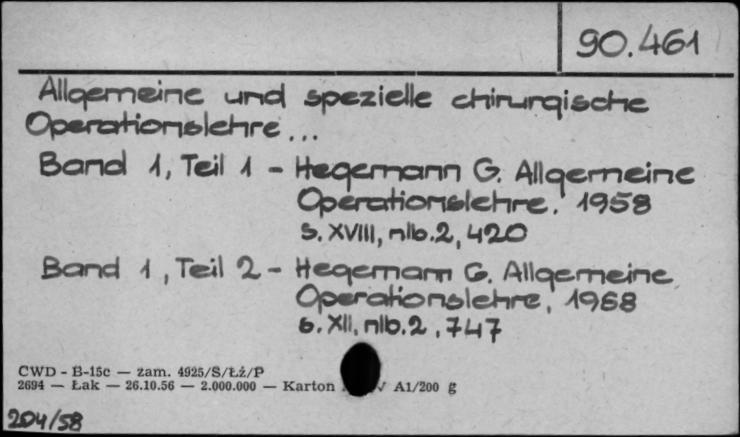 90.461
Allgemeine und spezielle chirurgische
Operationslehre...
Band 1, Teil 1 - Hegemann G. Allgemeine
Operationslehre. 1958
S. XVIII, nlb.2, 420
Band 1, Teil 2 - Hegemann G. Allgemeine
Operationslehre, 1958
s. XII, nlb.2, 747
CWD - B-15c — zam. 4925/S/Łż/P
2694 — Łak — 26.10.56 — 2.000.000 — Karton A1/200 g
204/58